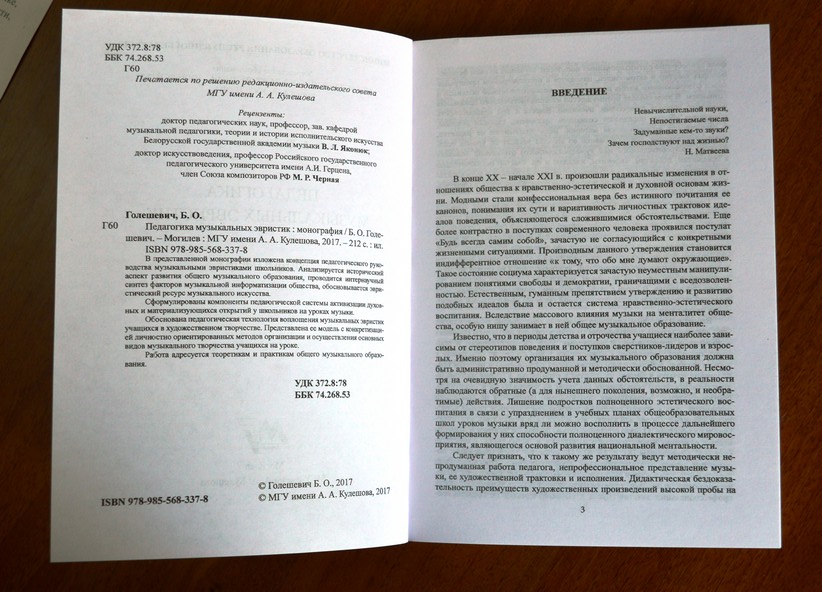 УДК 372.8:78
ББК 74.268.53
Г60
Печатается по решению редакционно-издательского совета
МГУ имени А. А. Кулешова
Рецензенты:
доктор педагогических наук, профессор, зав. кафедрой
музыкальной педагогики, теории и истории исполнительского искусства
Белорусской государственной академии музыки В. Л. Яконюк;
доктор искусствоведения, профессор Российского государственного
педагогического университета имени А.И. Герцена,
член Союза композиторов РФ М. Р. Черная
Голешевич, Б. О.
Г60 Педагогика музыкальных эвристик : монография / Б. О. Голе-
шевич. – Могилев : МГУ имени А. А. Кулешова, 2017. – 212 с. : ил.
ISBN 978-985-568-337-8
В представленной монографии изложена концепция педагогического руко-
водства музыкальными эвристиками школьников. Анализируется исторический
аспект развития общего музыкального образования, проводится интернаучный
синтез факторов музыкальной информатизации общества, обосновывается эври-
стический ресурс музыкального искусства.
Сформулированы компоненты педагогической системы активизации духов-
ных и материализующихся открытий у школьников на уроках музыки.
Обоснована педагогическая технология воплощения музыкальных эвристик
учащихся в художественном творчестве. Представлена ее модель с конкретизаци-
ей личностно ориентированных методов организации и осуществления основных
видов музыкального творчества учащихся на уроке.
Работа адресуется теоретикам и практикам общего музыкального образо-
вания.
УДК 372.8:78
ББК 74.268.53
© Голешевич Б. О., 2017
ISBN 978-985-568-337-8
© МГУ имени А. А. Кулешова, 2017
ВВЕДЕНИЕ
Невычислительной науки,
Непостигаемые числа
Задуманные кем-то звуки?
Зачем господствуют над жизнью?
Н. Матвеева
В конце XX – начале XXI в. произошли радикальные изменения в от-
ношениях общества к нравственно-эстетической и духовной основам жиз-
ни. Модными стали конфессиональная вера без истинного почитания ее
канонов, понимания их сути и вариативность личностных трактовок идеа-
лов поведения, объясняющегося сложившимися обстоятельствами. Еще
более контрастно в поступках современного человека проявился постулат
«Будь всегда самим собой», зачастую не согласующийся с конкретными
жизненными ситуациями. Производным данного утверждения становится
индифферентное отношение «к тому, что обо мне думают окружающие».
Такое состояние социума характеризуется зачастую неуместным манипули-
рованием понятиями свободы и демократии, граничащими с вседозволен-
ностью. Естественным, гуманным препятствием утверждению и развитию
подобных идеалов была и остается система нравственно-эстетического
воспитания. Вследствие массового влияния музыки на менталитет обще-
ства, особую нишу занимает в ней общее музыкальное образование.
Известно, что в периоды детства и отрочества учащиеся наиболее зави-
симы от стереотипов поведения и поступков сверстников-лидеров и взрос-
лых. Именно поэтому организация их музыкального образования должна
быть административно продуманной и методически обоснованной. Несмот-
ря на очевидную значимость учета данных обстоятельств, в реальности
наблюдаются обратные (а для нынешнего поколения, возможно, и необра-
тимые) действия. Лишение подростков полноценного эстетического вос-
питания в связи с упразднением в учебных планах общеобразовательных
школ уроков музыки вряд ли можно восполнить в процессе дальнейшего
формирования у них способности полноценного диалектического мировос-
приятия, являющегося основой развития национальной ментальности.
Следует признать, что к такому же результату ведут методически не-
продуманная работа педагога, непрофессиональное представление музы-
ки, ее художественной трактовки и исполнения. Дидактическая бездоказа-
тельность преимуществ художественных произведений высокой пробы на
3